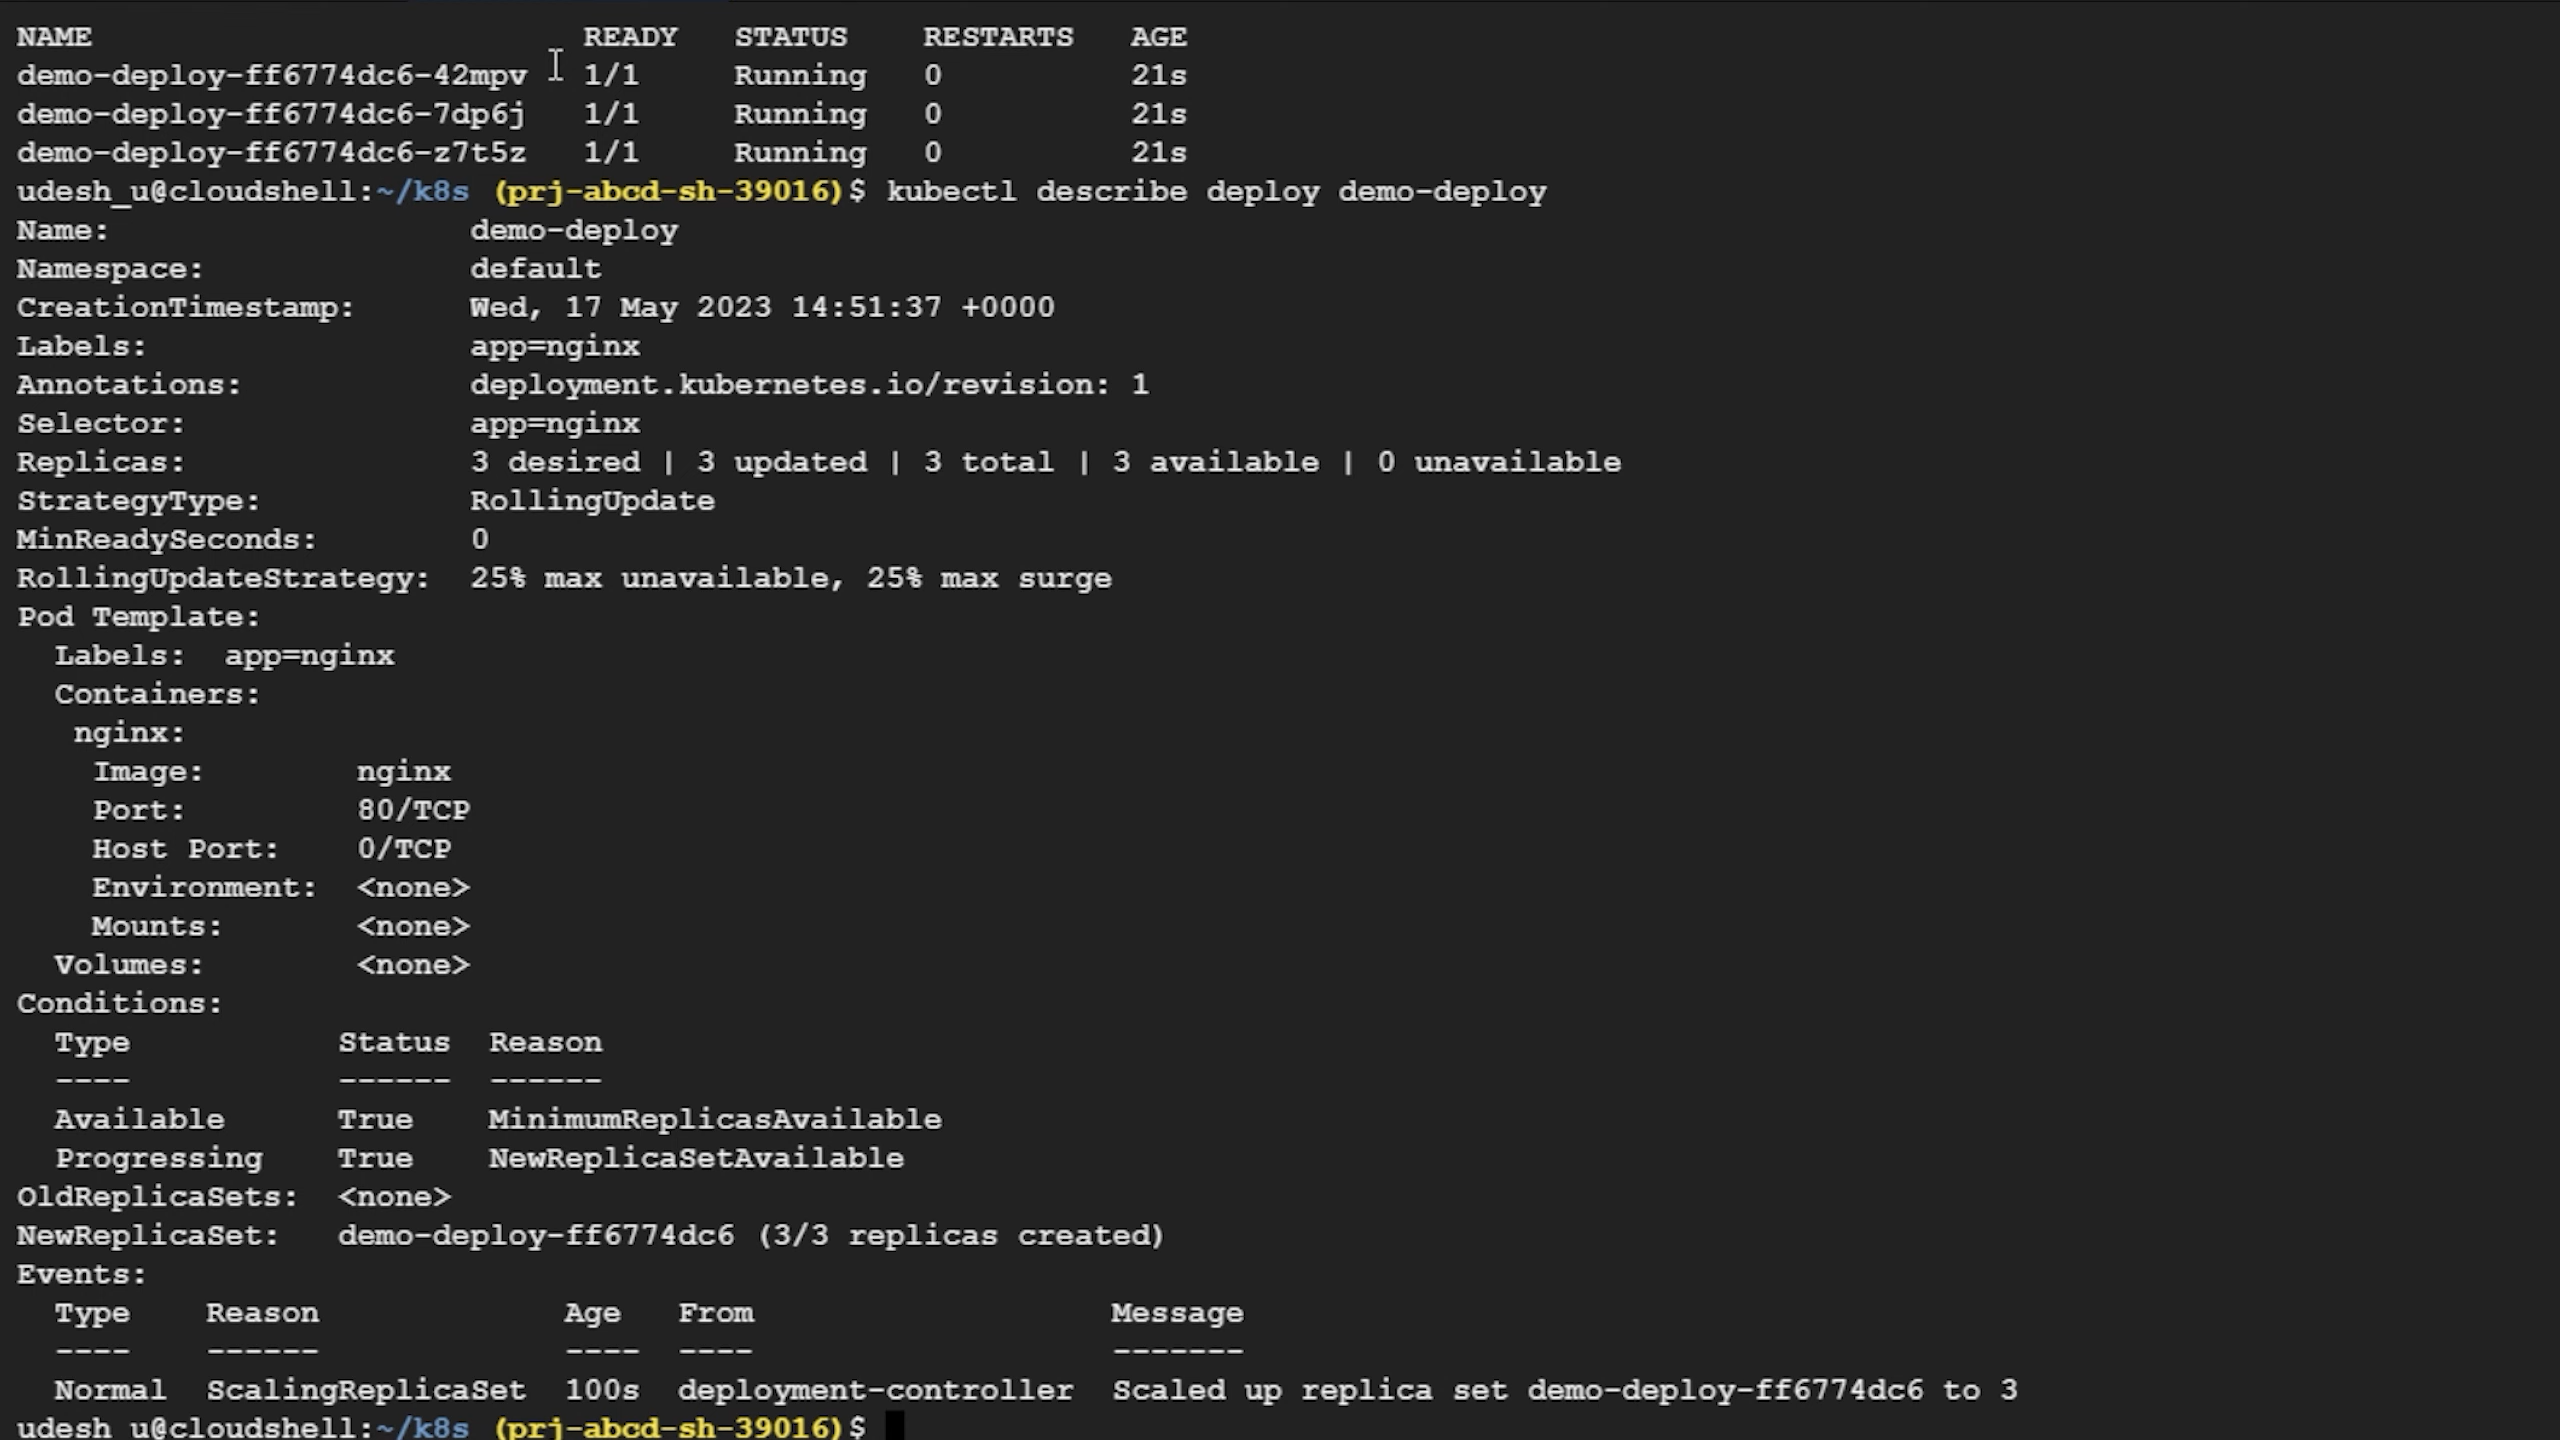 NAME                          READY   STATUS    RESTARTS   AGE
demo-deploy-ff6774dc6-42mpv   1/1     Running   0          21s
demo-deploy-ff6774dc6-7dp6j   1/1     Running   0          21s
demo-deploy-ff6774dc6-z7t5z   1/1     Running   0          21s
udesh_u@cloudshell:~/k8s (prj-abcd-sh-39016)$ kubectl describe deploy demo-deploy
Name:                   demo-deploy
Namespace:              default
CreationTimestamp:      Wed, 17 May 2023 14:51:37 +0000
Labels:                 app=nginx
Annotations:            deployment.kubernetes.io/revision: 1
Selector:               app=nginx
Replicas:               3 desired | 3 updated | 3 total | 3 available | 0 unavailable
StrategyType:           RollingUpdate
MinReadySeconds:        0
RollingUpdateStrategy:  25% max unavailable, 25% max surge
Pod Template:
  Labels:  app=nginx
  Containers:
   nginx:
    Image:        nginx
    Port:         80/TCP
    Host Port:    0/TCP
    Environment:  <none>
    Mounts:       <none>
  Volumes:        <none>
Conditions:
  Type           Status  Reason
  ----           ------  ------
  Available      True    MinimumReplicasAvailable
  Progressing    True    NewReplicaSetAvailable
OldReplicaSets:  <none>
NewReplicaSet:   demo-deploy-ff6774dc6 (3/3 replicas created)
Events:
  Type    Reason             Age   From                   Message
  ----    ------             ----  ----                   -------
  Normal  ScalingReplicaSet  100s  deployment-controller  Scaled up replica set demo-deploy-ff6774dc6 to 3
udesh_u@cloudshell:~/k8s (prj-abcd-sh-39016)$